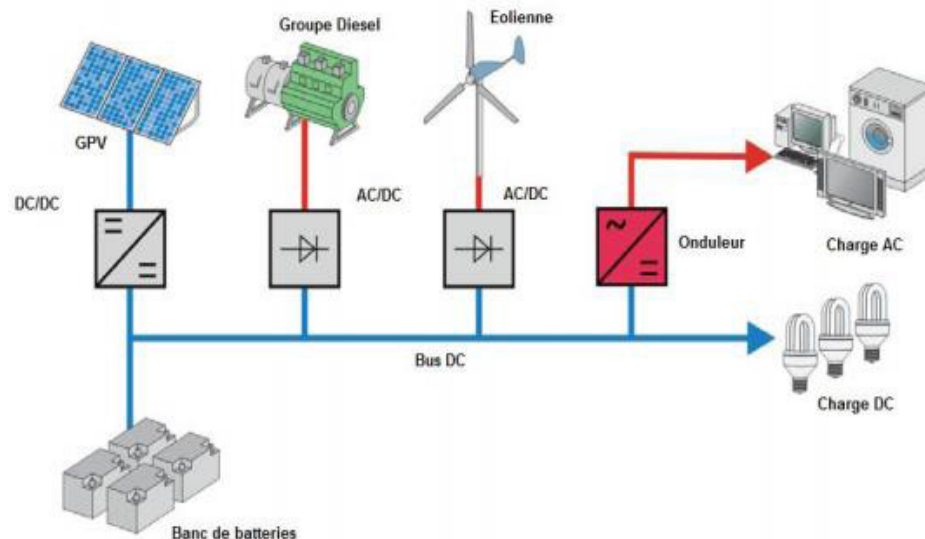 Groupe Diesel
Eolienne
GPV
DC/DC
AC/DC
AC/DC
Onduleur
Charge AC
Bus DC
Charge DC
Banc de batteries